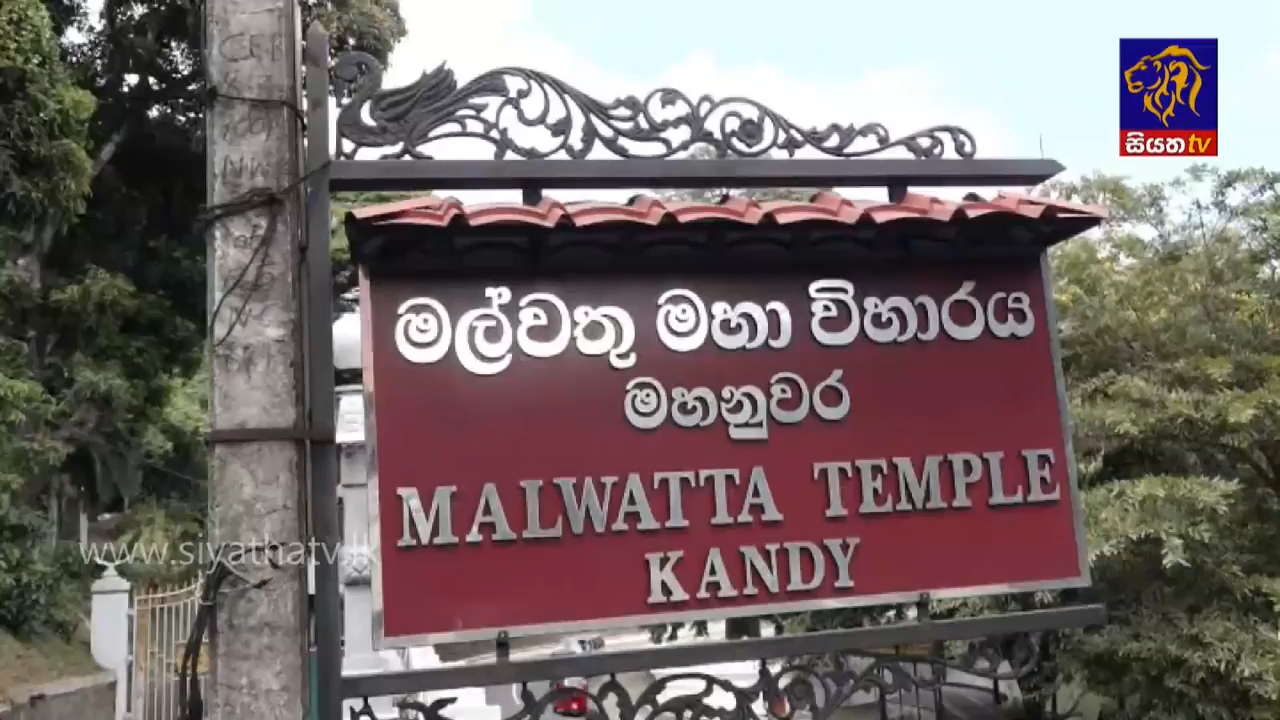 සියත tv
මල්වතු මහා විහාරය
මහනුවර
MALWATTA TEMPLE
KANDY
www.siyathatv.lk